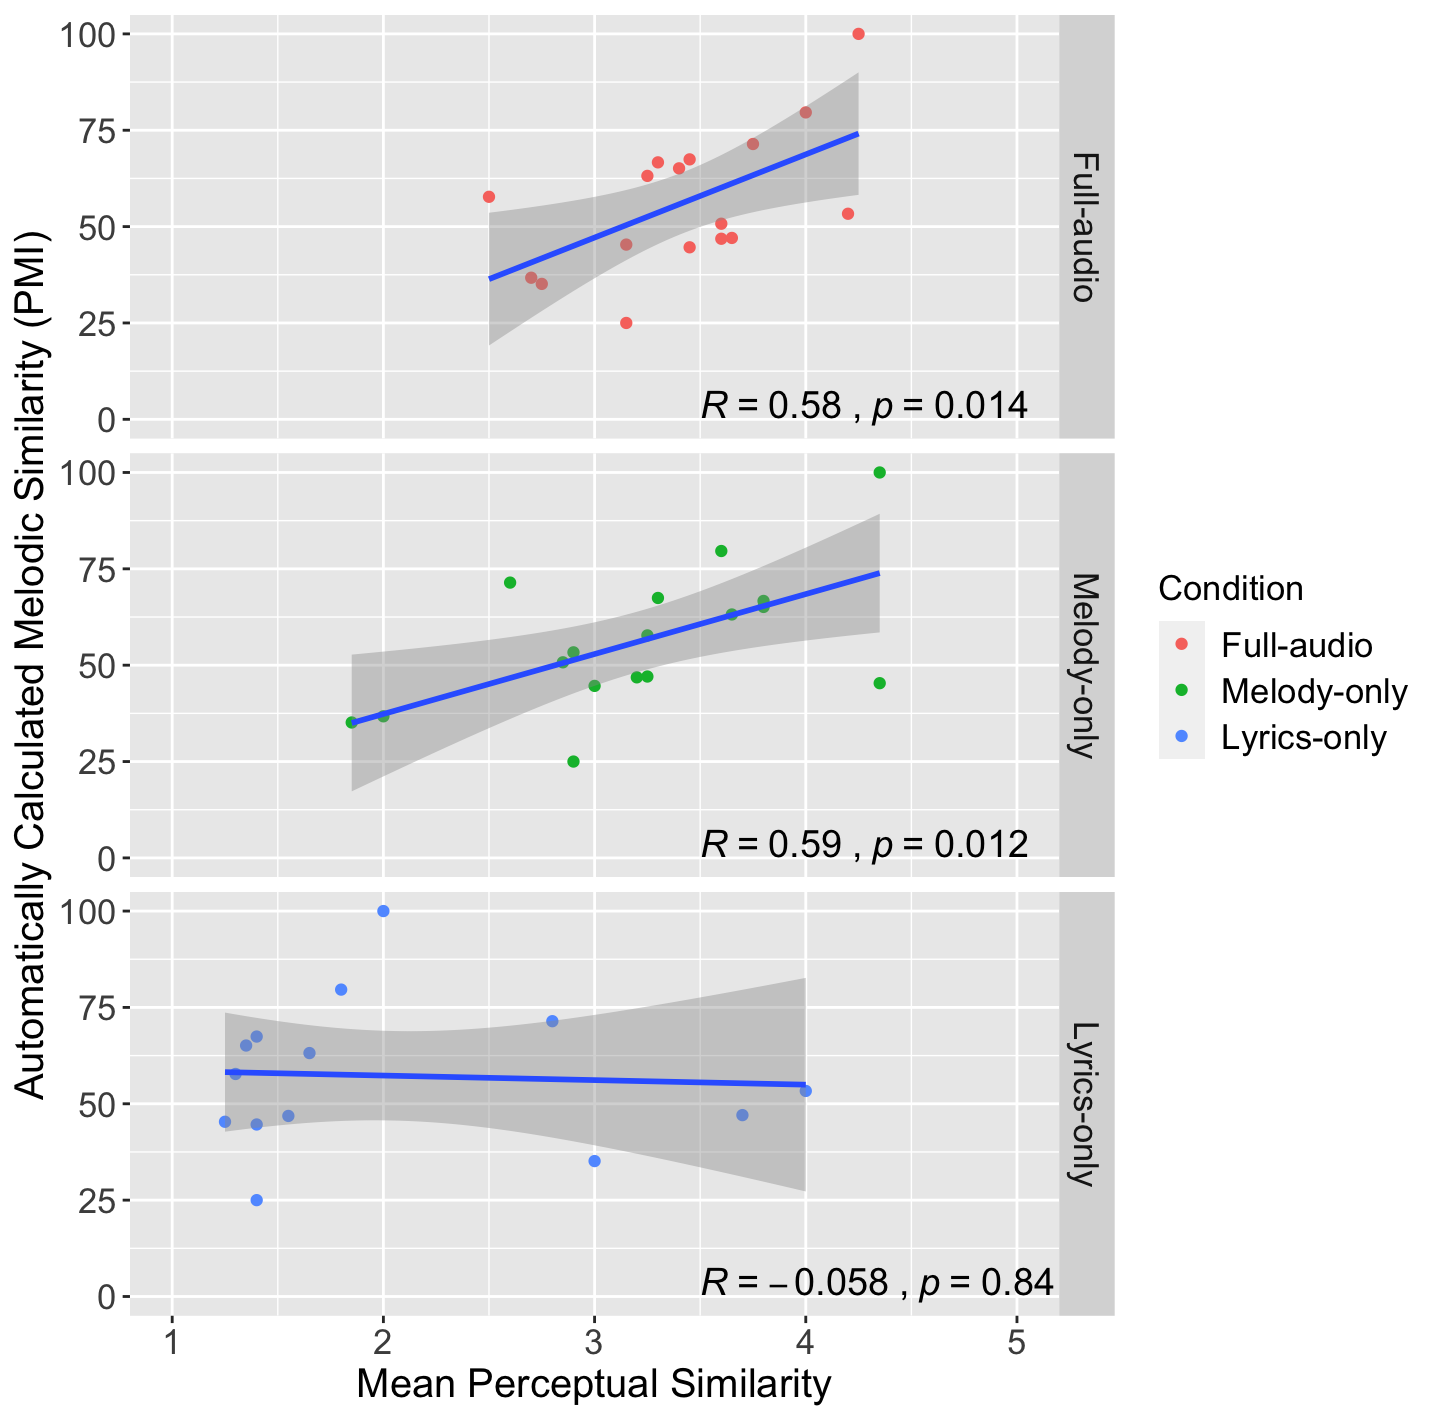 Automatically Calculated Melodic Similarity (PMI)
100
75
50
25
0
R = 0.58 , p = 0.014
Full-audio
100
75
50
25
0
R = 0.59 , p = 0.012
Melody-only
100
75
50
25
0
R = −0.058 , p = 0.84
Lyrics-only
1 2 3 4 5
Mean Perceptual Similarity
Condition
Full-audio
Melody-only
Lyrics-only